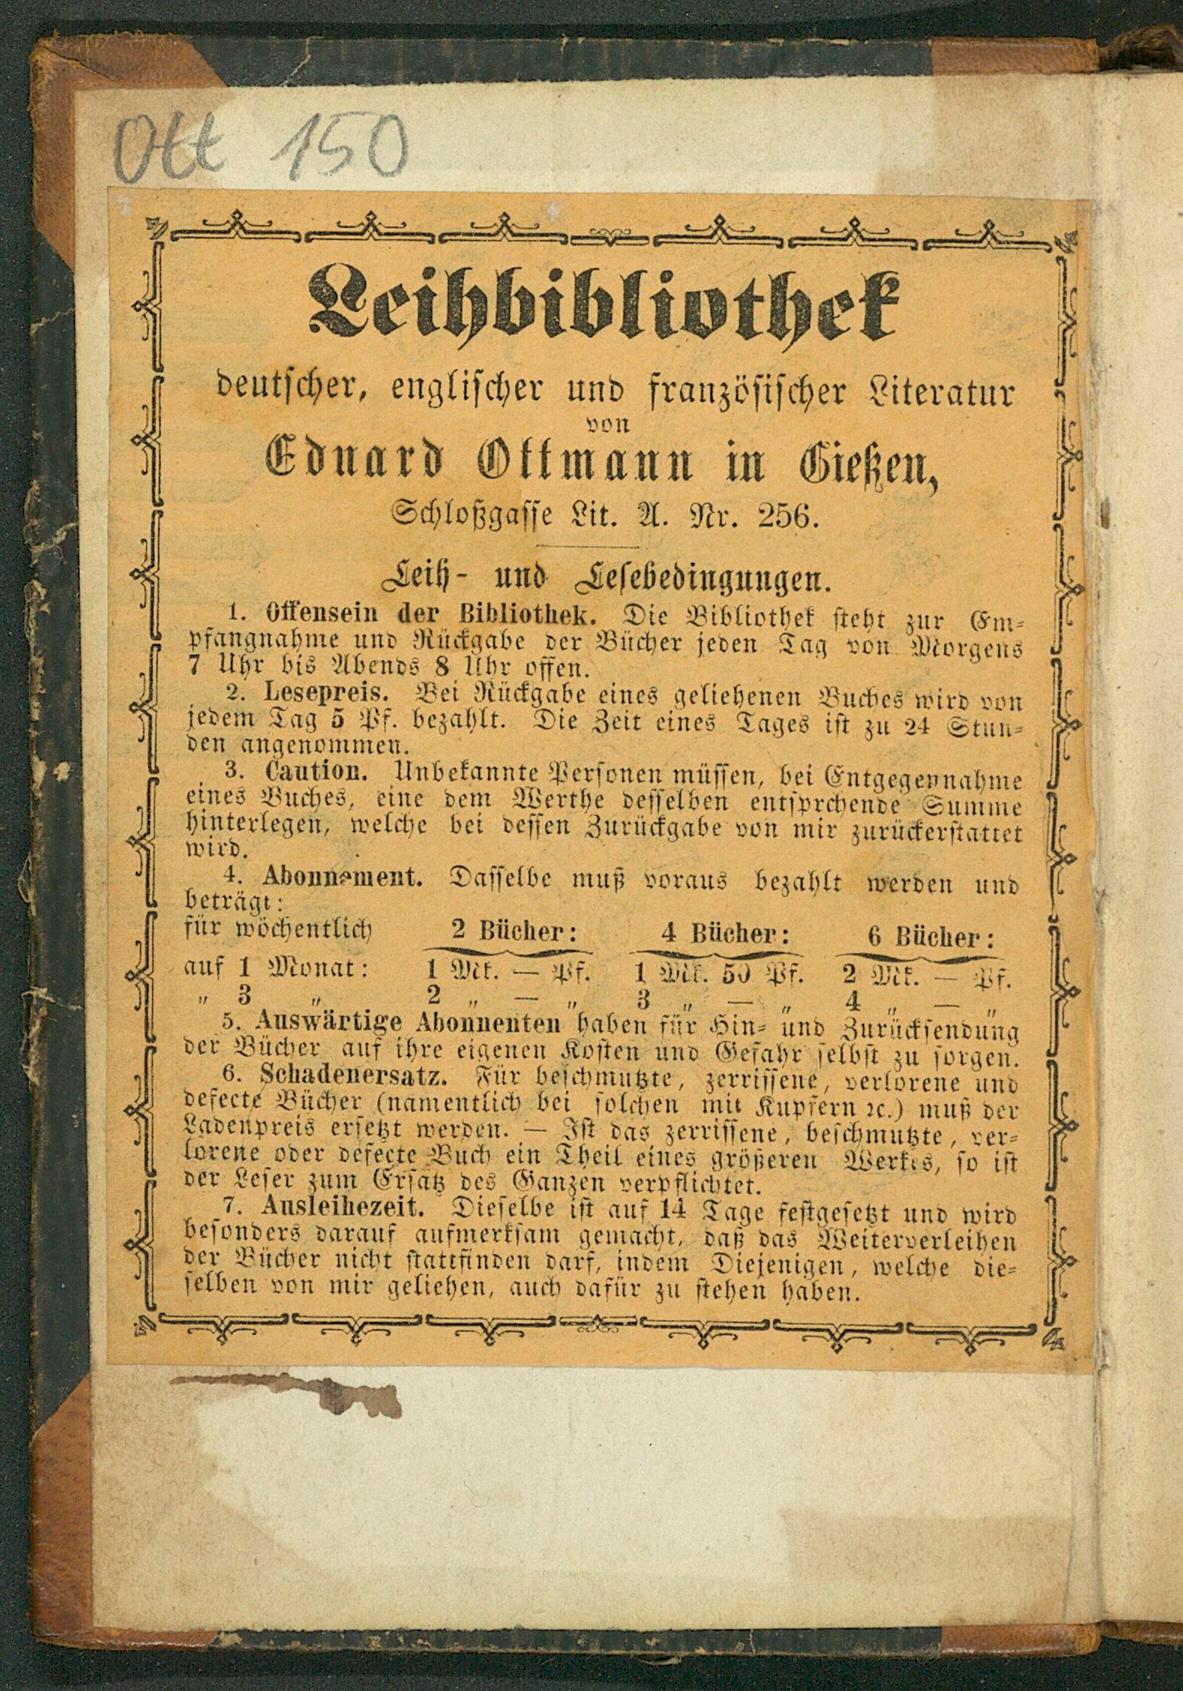 Ott 150
Leihbibliothek
deutscher, englischer und französischer Literatur
von
Eduard Ottmann in Gießen,
Schloßgasse Lit. A. Nr. 256.
Leih- und Lesebedingungen.
1. Offensein der Bibliothek. Die Bibliothek steht zur Em-
pfangnahme und Rückgabe der Bücher jeden Tag von Morgens
7 Uhr bis Abends 8 Uhr offen.
2. Lesepreis. Bei Rückgabe eines geliehenen Buches wird von
jedem Tag 5 Pf. bezahlt. Die Zeit eines Tages ist zu 24 Stun-
den angenommen.
3. Caution. Unbekannte Personen müssen, bei Entgegennahme
eines Buches, eine dem Werthe desselben entsprchende Summe
hinterlegen, welche bei dessen Zurückgabe von mir zurückerstattet
wird.
4. Abonnement. Dasselbe muß voraus bezahlt werden und
beträgt:
für wöchentlich 2 Bücher: 4 Bücher: 6 Bücher:
auf 1 Monat: 1 Mk. — Pf. 1 Mk. 50 Pf. 2 Mk. — Pf.
„ 3 „ 2 „ — „ 3 „ — „ 4 „ — „
5. Auswärtige Abonnenten haben für Hin- und Zurücksendung
der Bücher auf ihre eigenen Kosten und Gefahr selbst zu sorgen.
6. Schadenersatz. Für beschmutzte, zerrissene, verlorene und
defecte Bücher (namentlich bei solchen mit Kupfern ꝛc.) muß der
Ladenpreis ersetzt werden. — Ist das zerrissene, beschmutzte, ver-
lorene oder defecte Buch ein Theil eines größeren Werkes, so ist
der Leser zum Ersatz des Ganzen verpflichtet.
7. Ausleihezeit. Dieselbe ist auf 14 Tage festgesetzt und wird
besonders darauf aufmerksam gemacht, daß das Weiterverleihen
der Bücher nicht stattfinden darf, indem Diejenigen, welche die-
selben von mir geliehen, auch dafür zu stehen haben.